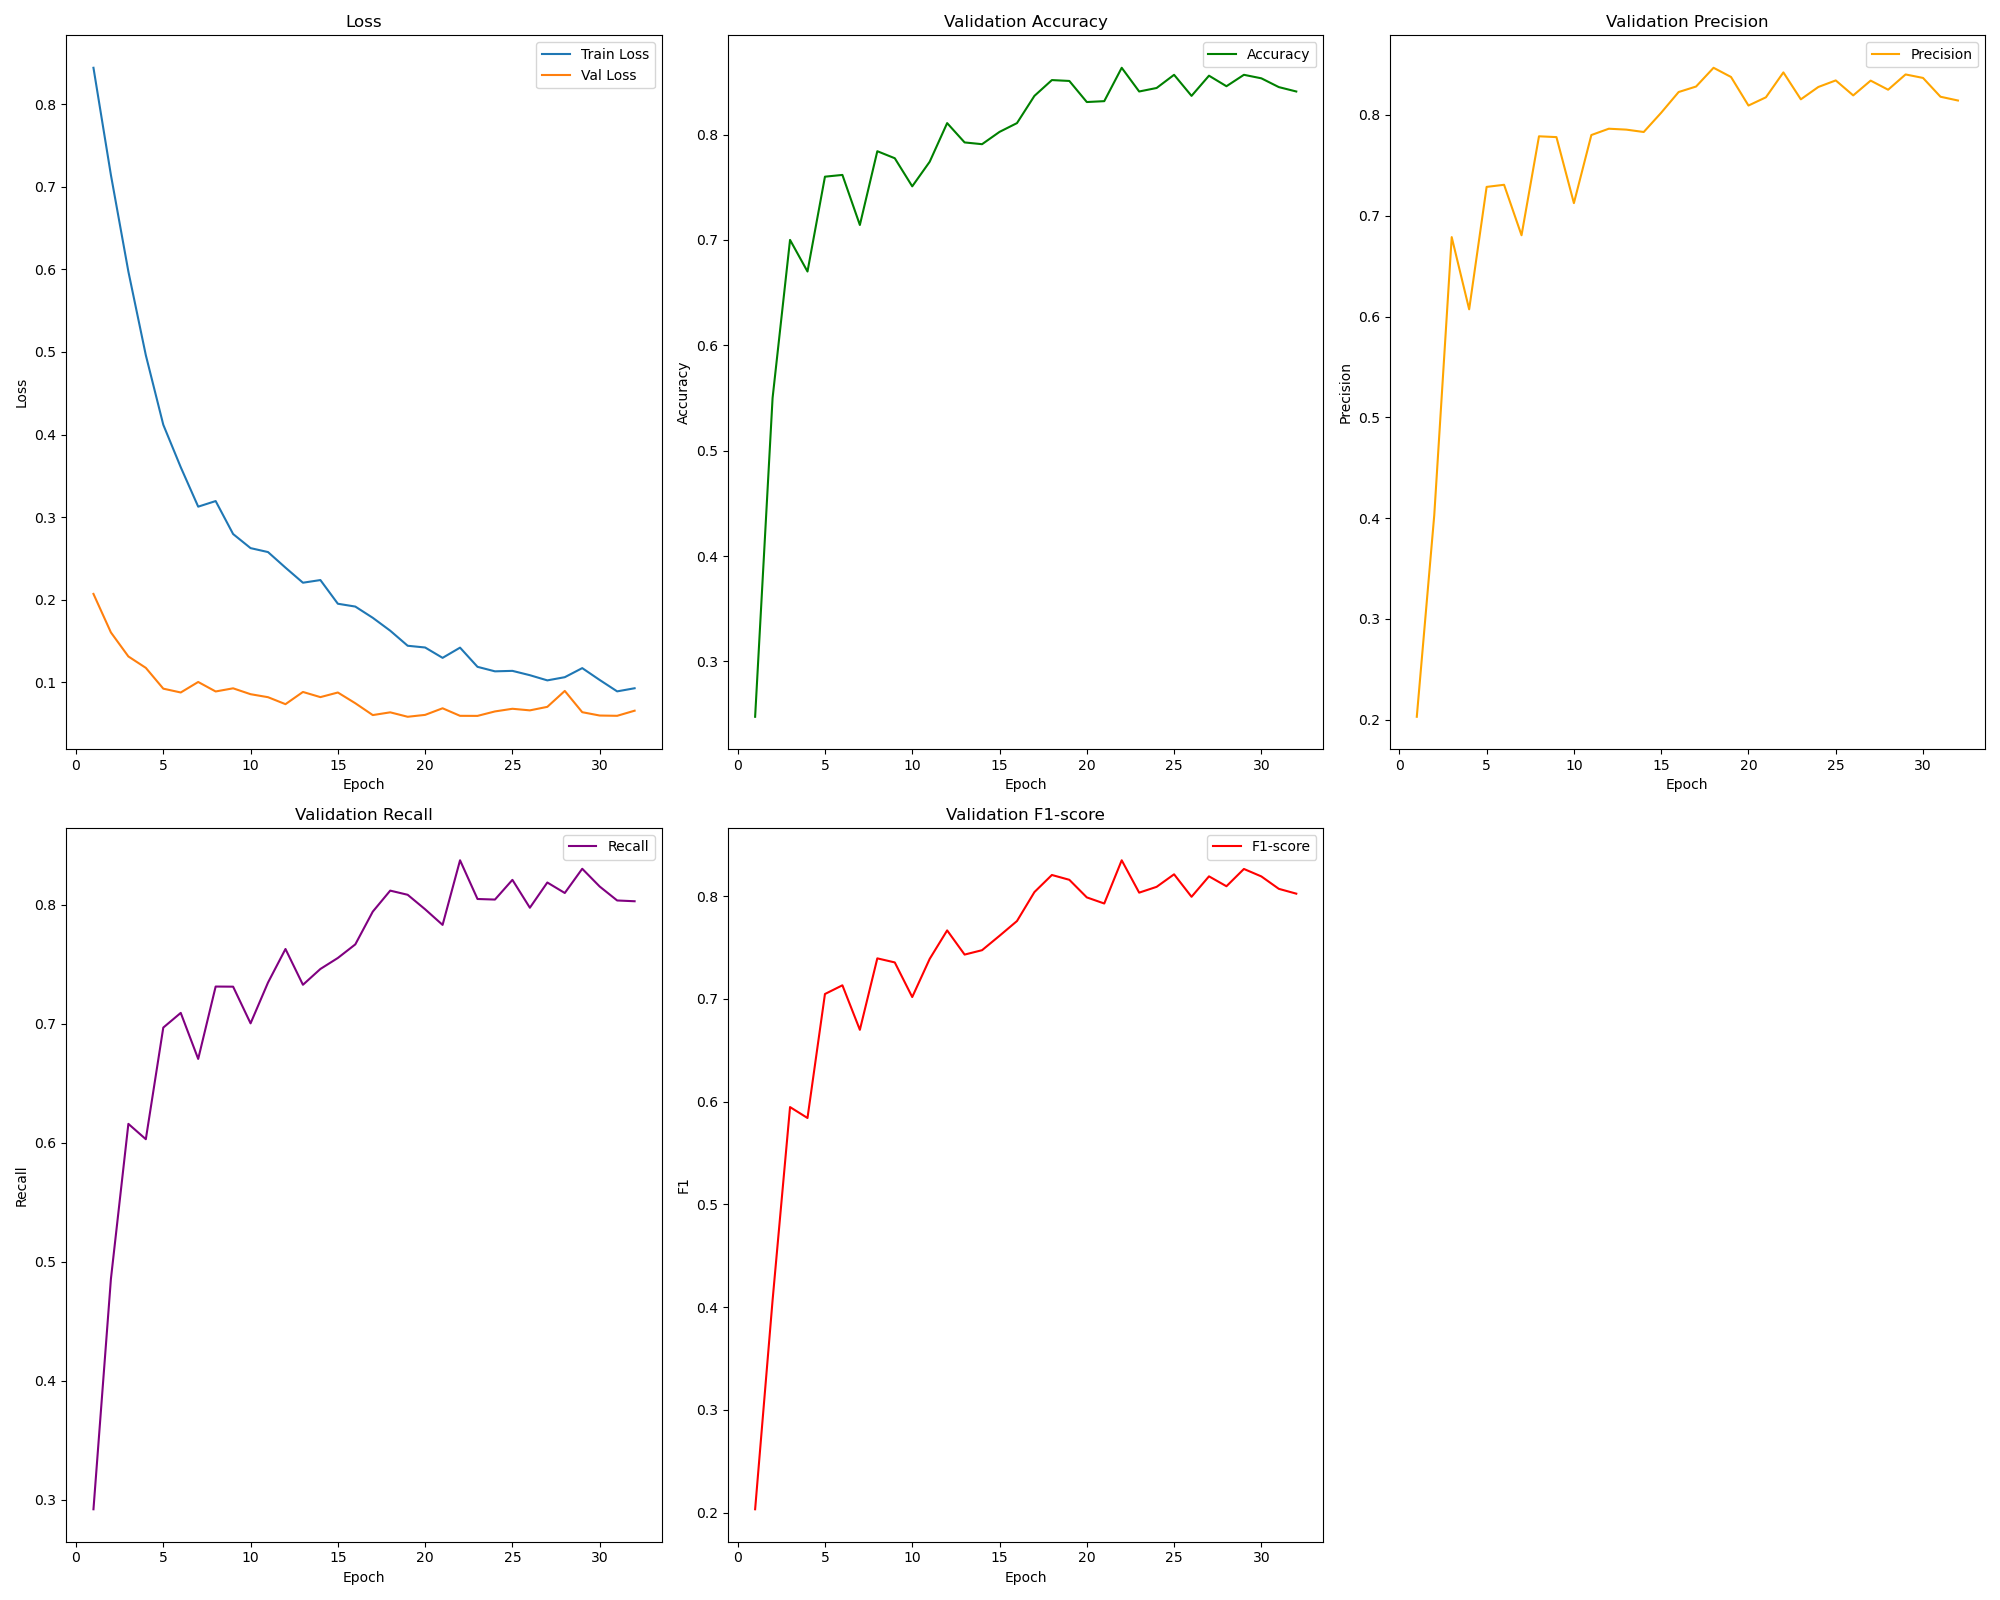 Loss
Train Loss
Val Loss
0.8
0.7
0.6
0.5
0.4
0.3
0.2
0.1
Loss
0 5 10 15 20 25 30
Epoch
Validation Accuracy
Accuracy
0.8
0.7
0.6
0.5
0.4
0.3
Accuracy
0 5 10 15 20 25 30
Epoch
Validation Precision
Precision
0.8
0.7
0.6
0.5
0.4
0.3
0.2
Precision
0 5 10 15 20 25 30
Epoch
Validation Recall
Recall
0.8
0.7
0.6
0.5
0.4
0.3
Recall
0 5 10 15 20 25 30
Epoch
Validation F1-score
F1-score
0.8
0.7
0.6
0.5
0.4
0.3
0.2
F1
0 5 10 15 20 25 30
Epoch